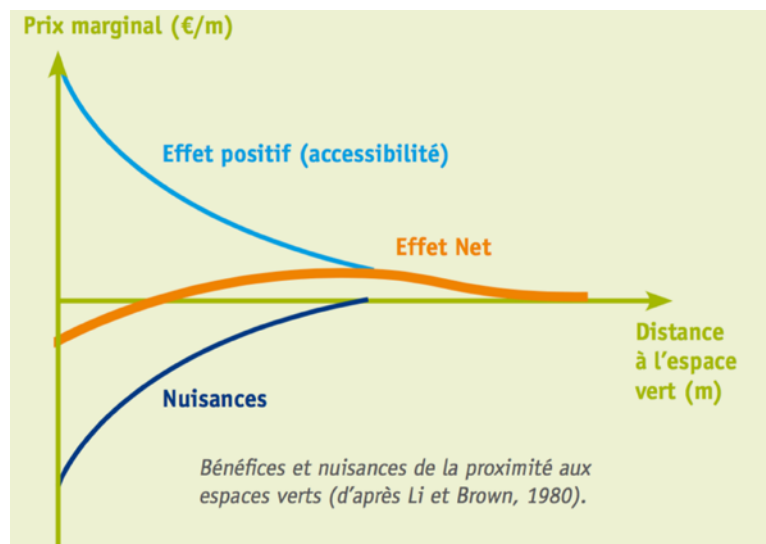 Prix marginal (€/m)
Effet positif (accessibilité)
Effet Net
Distance
à l'espace
vert (m)
Nuisances
Bénéfices et nuisances de la proximité aux
espaces verts (d'après Li et Brown, 1980).